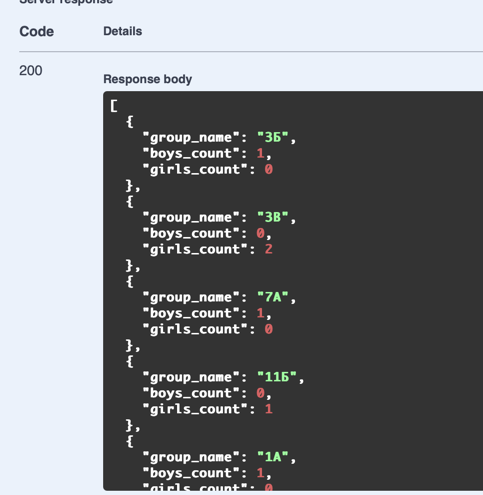 Server response
Code Details
200
Response body
[
{
"group_name": "3Б",
"boys_count": 1,
"girls_count": 0
},
{
"group_name": "3В",
"boys_count": 0,
"girls_count": 2
},
{
"group_name": "7А",
"boys_count": 1,
"girls_count": 0
},
{
"group_name": "11Б",
"boys_count": 0,
"girls_count": 1
},
{
"group_name": "1А",
"boys_count": 1,
"girls_count": 0